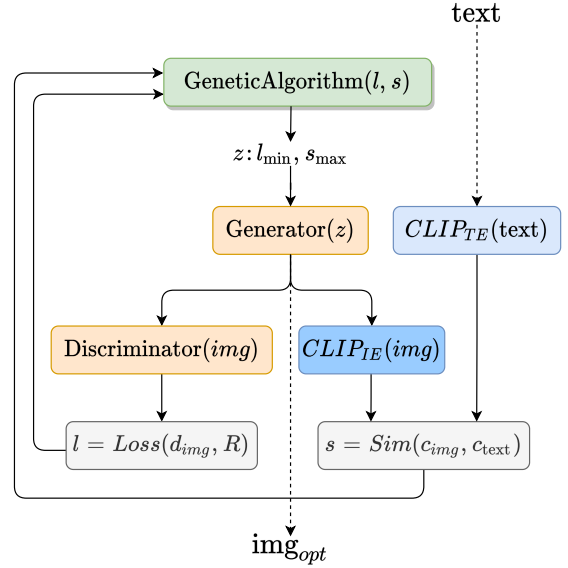 text
GeneticAlgorithm(l, s)
z: l_min, s_max
Generator(z)
CLIP_TE(text)
Discriminator(img)
CLIP_IE(img)
l = Loss(d_img, R)
s = Sim(c_img, c_text)
img_opt